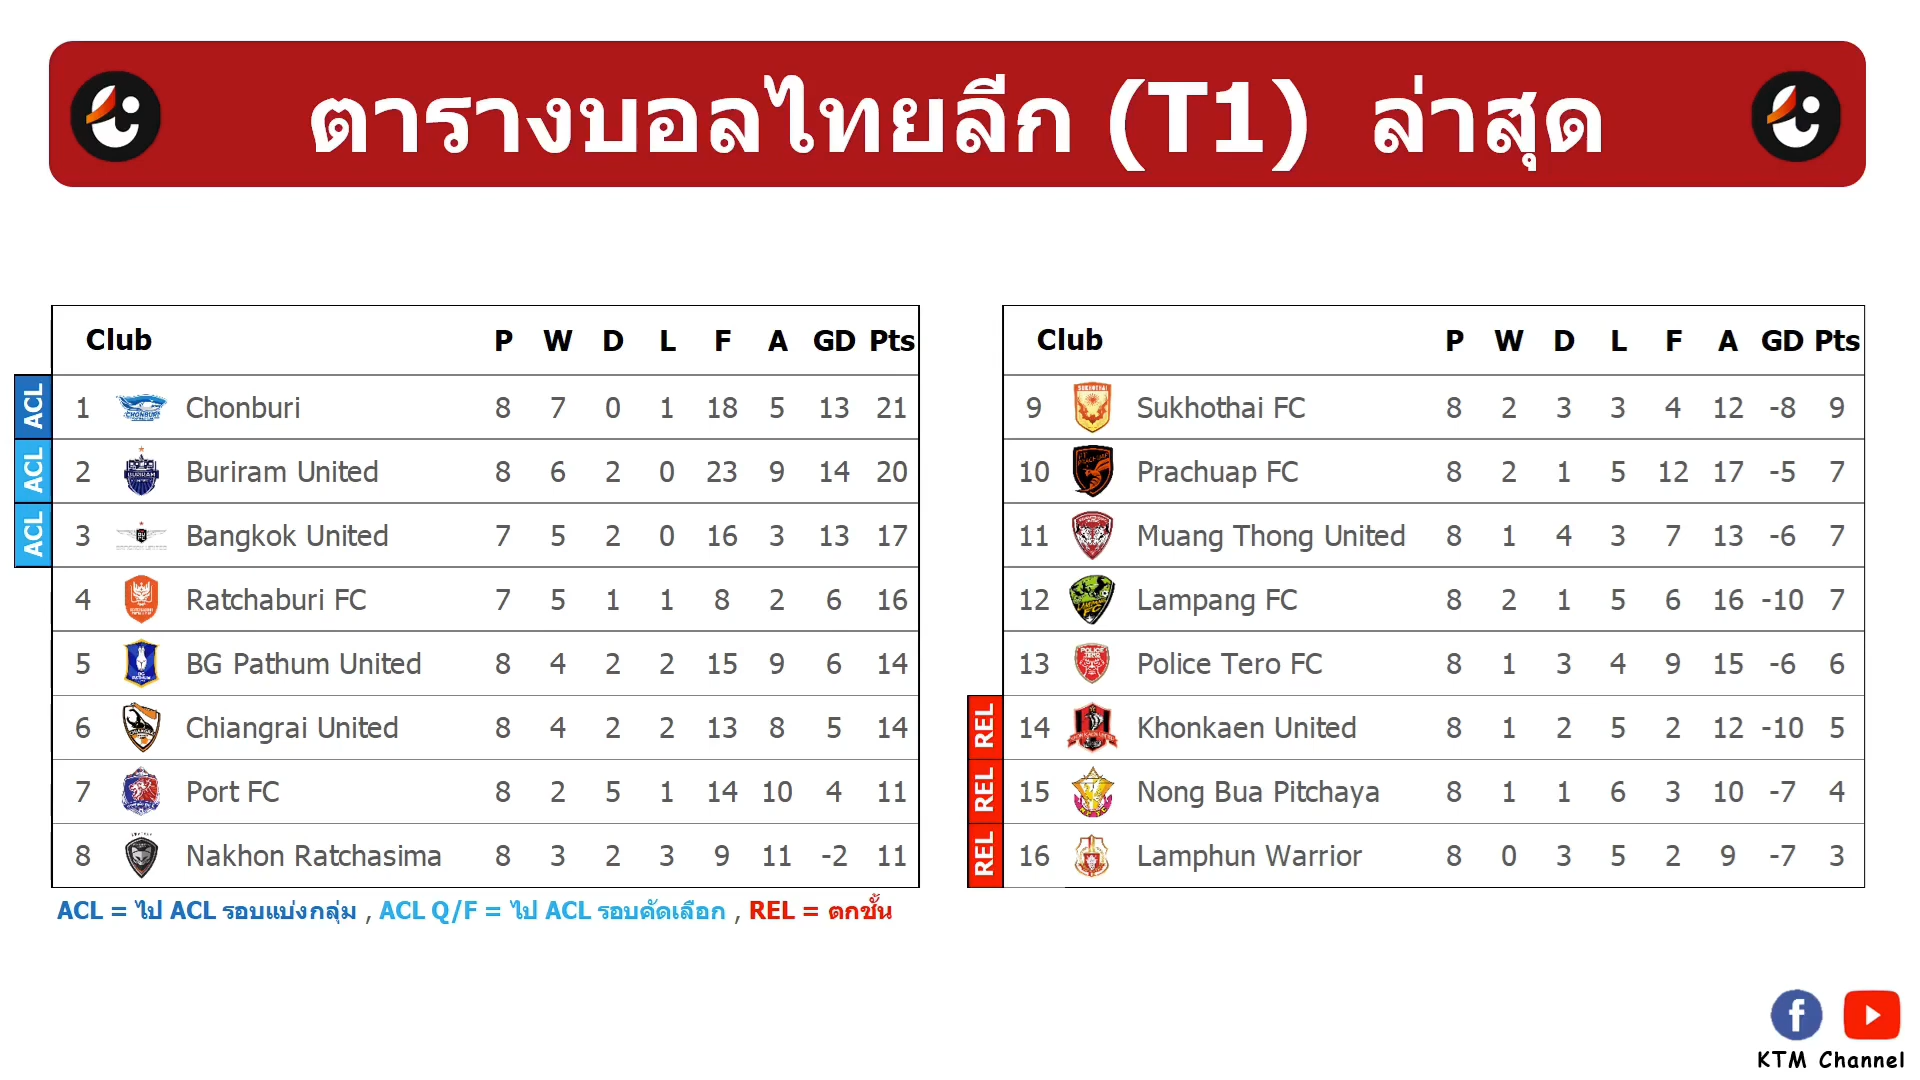 ตารางบอลไทยลีก (T1) ล่าสุด
Club P W D L F A GD Pts
ACL 1 Chonburi 8 7 0 1 18 5 13 21
ACL 2 Buriram United 8 6 2 0 23 9 14 20
ACL 3 Bangkok United 7 5 2 0 16 3 13 17
4 Ratchaburi FC 7 5 1 1 8 2 6 16
5 BG Pathum United 8 4 2 2 15 9 6 14
6 Chiangrai United 8 4 2 2 13 8 5 14
7 Port FC 8 2 5 1 14 10 4 11
8 Nakhon Ratchasima 8 3 2 3 9 11 -2 11
ACL = ไป ACL รอบแบ่งกลุ่ม , ACL Q/F = ไป ACL รอบคัดเลือก , REL = ตกชั้น
Club P W D L F A GD Pts
9 Sukhothai FC 8 2 3 3 4 12 -8 9
10 Prachuap FC 8 2 1 5 12 17 -5 7
11 Muang Thong United 8 1 4 3 7 13 -6 7
12 Lampang FC 8 2 1 5 6 16 -10 7
13 Police Tero FC 8 1 3 4 9 15 -6 6
REL 14 Khonkaen United 8 1 2 5 2 12 -10 5
REL 15 Nong Bua Pitchaya 8 1 1 6 3 10 -7 4
REL 16 Lamphun Warrior 8 0 3 5 2 9 -7 3
KTM Channel